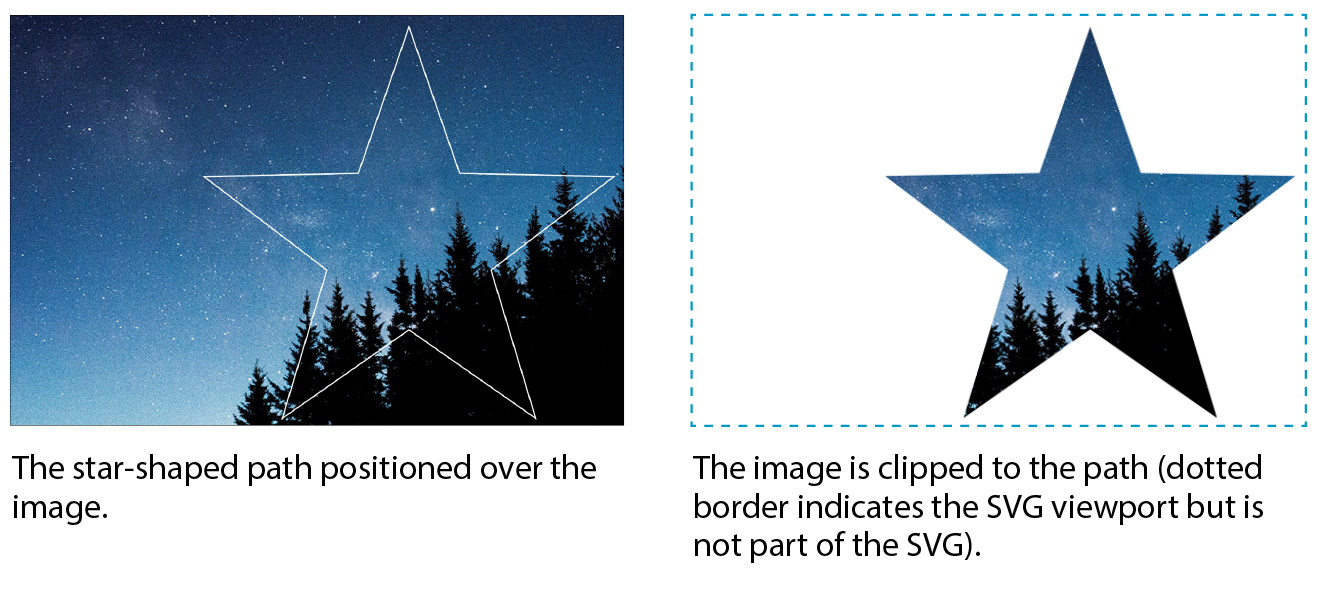 The star-shaped path positioned over the
image.
The image is clipped to the path (dotted
border indicates the SVG viewport but is
not part of the SVG).